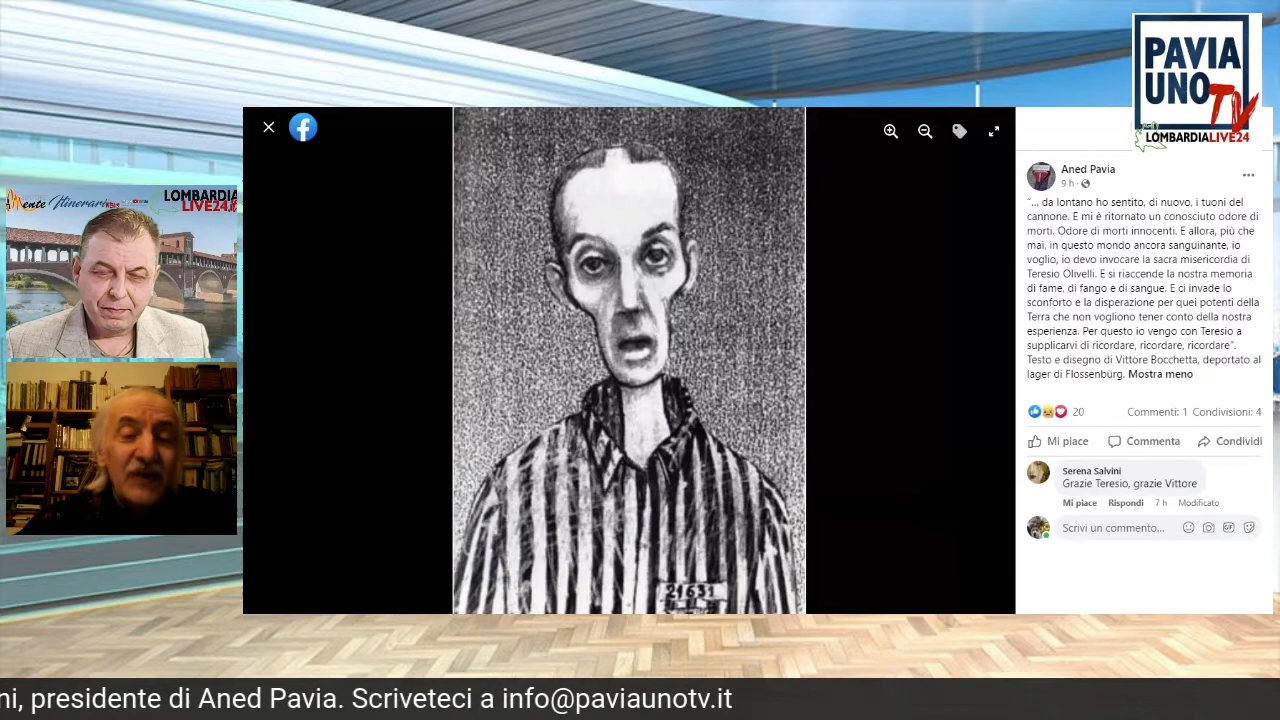 PAVIA
UNO
TV
LOMBARDIALIVE24
aMente Itinerari
LOMBARDIA
LIVE24
Aned Pavia
9 h
“... da lontano ho sentito, di nuovo, i tuoni del
cannone. E mi è ritornato un conosciuto odore di
morti. Odore di morti innocenti. E allora, più che
mai, in questo mondo ancora sanguinante, io
voglio, io devo invocare la sacra misericordia di
Teresio Olivelli. E si riaccende la nostra memoria
di fame, di fango e di sangue. E ci invade lo
sconforto e la disperazione per quei potenti della
Terra che non vogliono tener conto della nostra
esperienza. Per questo io vengo con Teresio a
supplicarvi di ricordare, ricordare, ricordare”.
Testo e disegno di Vittore Bocchetta, deportato al
lager di Flossenbürg. Mostra meno
20 Commenti: 1 Condivisioni: 4
Mi piace Commenta Condividi
Serena Salvini
Grazie Teresio, grazie Vittore
Mi piace Rispondi 7 h Modificato
Scrivi un commento...
21631
ni, presidente di Aned Pavia. Scriveteci a info@paviaunotv.it